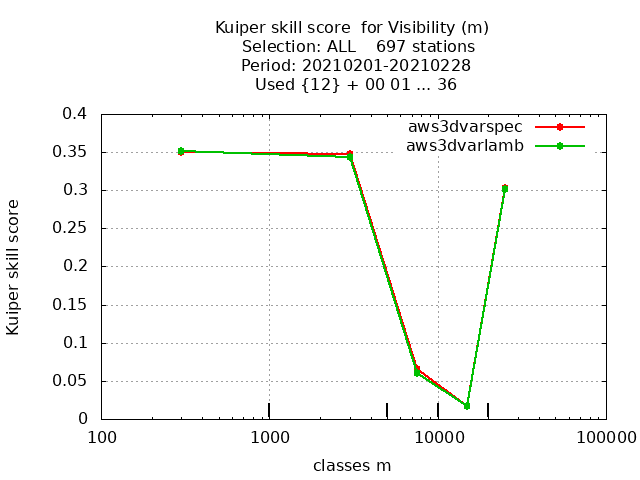 Kuiper skill score  for Visibility (m)
Selection: ALL    697 stations
Period: 20210201-20210228
Used {12} + 00 01 ... 36
aws3dvarspec
aws3dvarlamb
Kuiper skill score
0.4
0.35
0.3
0.25
0.2
0.15
0.1
0.05
0
100
1000
10000
100000
classes m